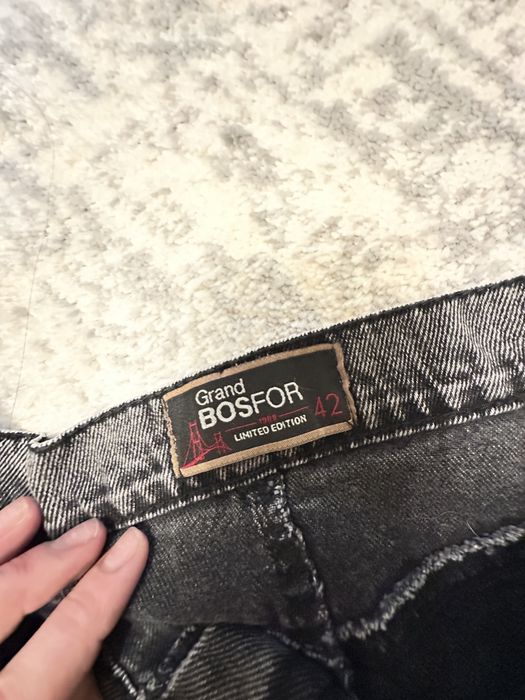 Grand
BOSFOR
1989
LIMITED EDITION
42